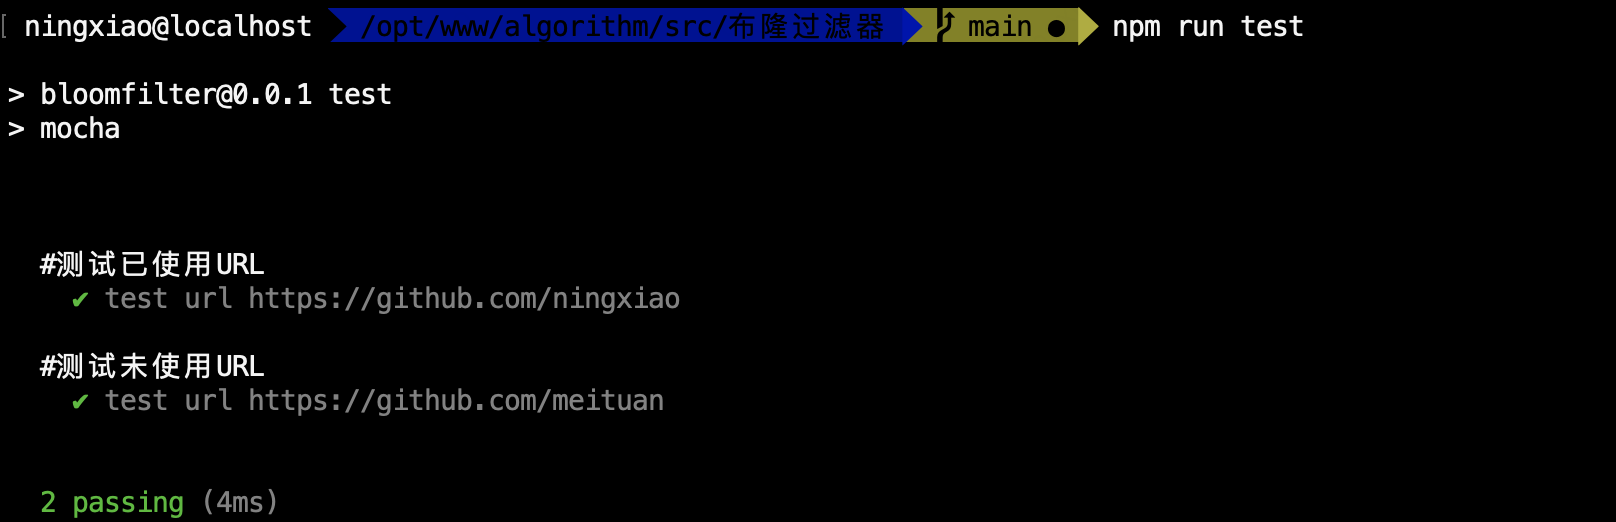 [ ningxiao@localhost /opt/www/algorithm/src/布隆过滤器 main ● npm run test
> bloomfilter@0.0.1 test
> mocha
#测试已使用URL
✔ test url https://github.com/ningxiao
#测试未使用URL
✔ test url https://github.com/meituan
2 passing (4ms)